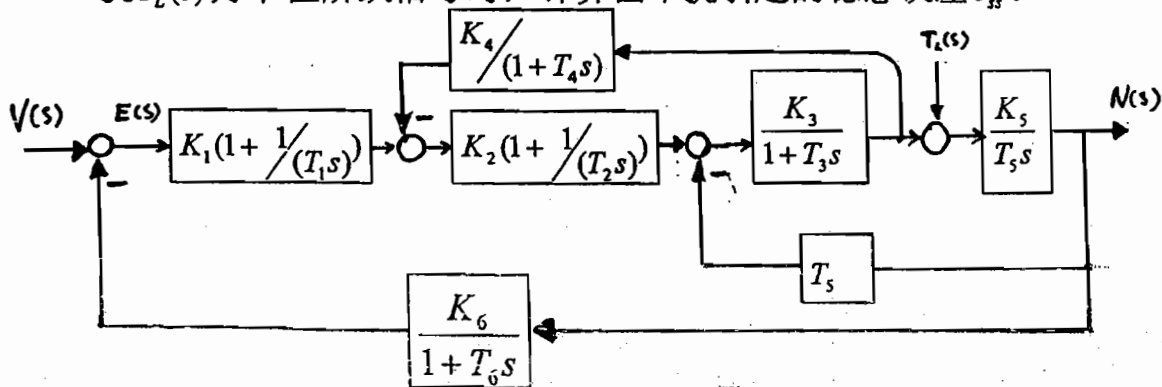 T_L(s)
K_4/(1+T_4s)
V(s) E(s) N(s)
K_1(1+1/(T_1s)) − K_2(1+1/(T_2s)) − K_3/(1+T_3s) K_5/(T_5s)
−
T_5
K_6/(1+T_6s)